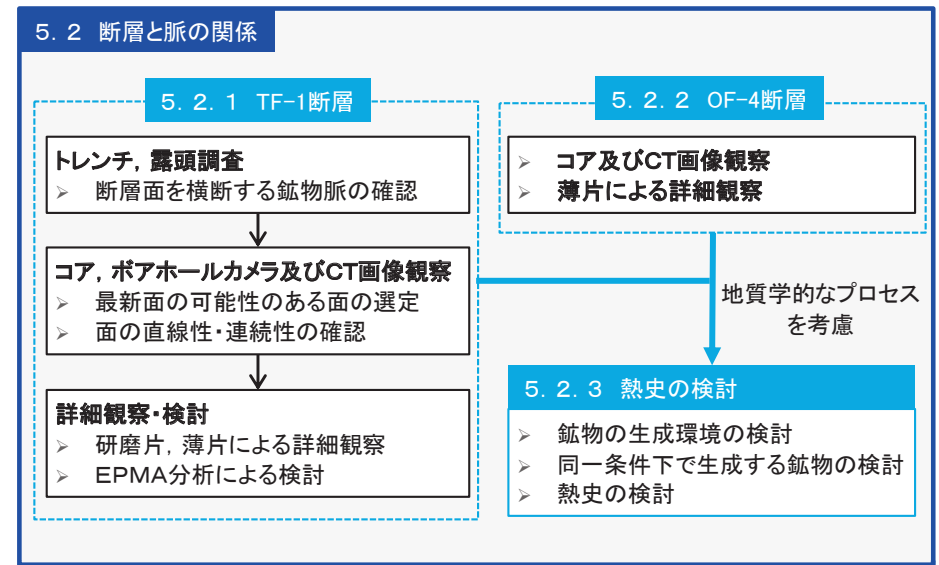 ５．２ 断層と脈の関係
５．２．１ TF-1断層
トレンチ，露頭調査
➢ 断層面を横断する鉱物脈の確認
コア，ボアホールカメラ及びCT画像観察
➢ 最新面の可能性のある面の選定
➢ 面の直線性・連続性の確認
詳細観察・検討
➢ 研磨片，薄片による詳細観察
➢ EPMA分析による検討
５．２．２ OF-4断層
➢ コア及びCT画像観察
➢ 薄片による詳細観察
地質学的なプロセス
を考慮
５．２．３ 熱史の検討
➢ 鉱物の生成環境の検討
➢ 同一条件下で生成する鉱物の検討
➢ 熱史の検討